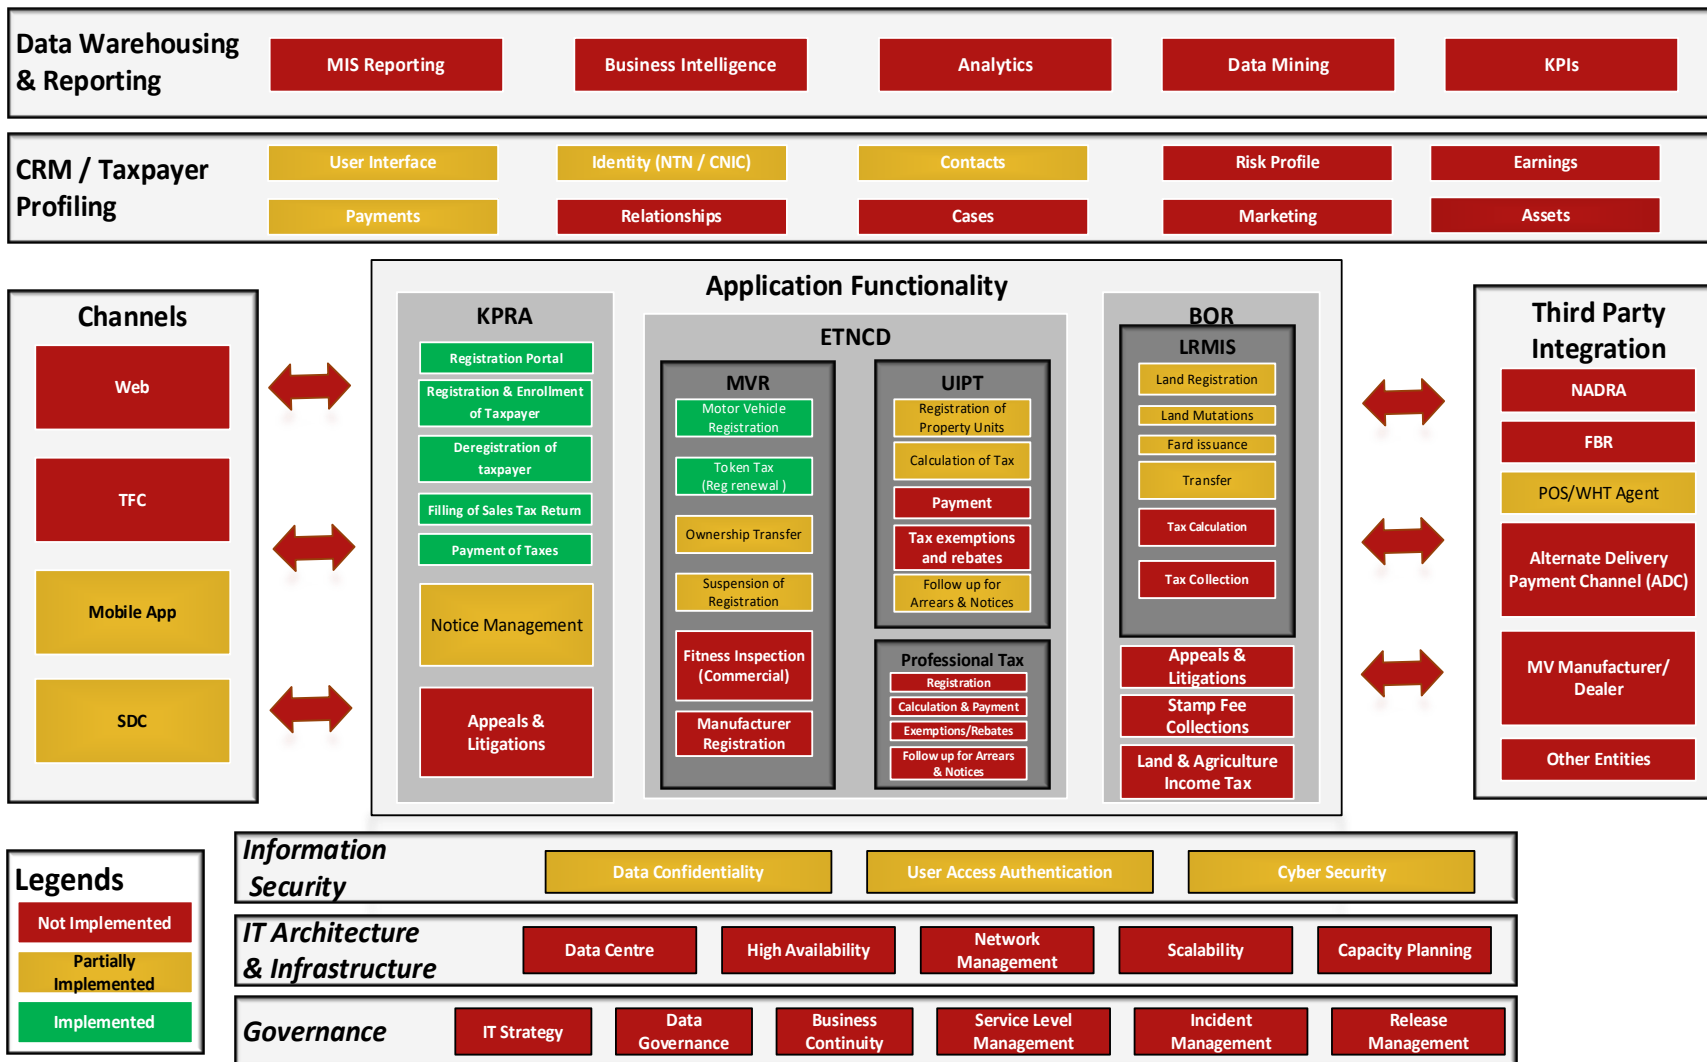 Data Warehousing
& Reporting
MIS Reporting
Business Intelligence
Analytics
Data Mining
KPIs
CRM / Taxpayer
Profiling
User Interface
Identity (NTN / CNIC)
Contacts
Risk Profile
Earnings
Payments
Relationships
Cases
Marketing
Assets
Channels
Web
TFC
Mobile App
SDC
Application Functionality
KPRA
Registration Portal
Registration & Enrollment
of Taxpayer
Deregistration of
taxpayer
Filling of Sales Tax Return
Payment of Taxes
Notice Management
Appeals &
Litigations
ETNCD
MVR
Motor Vehicle
Registration
Token Tax
(Reg renewal )
Ownership Transfer
Suspension of
Registration
Fitness Inspection
(Commercial)
Manufacturer
Registration
UIPT
Registration of
Property Units
Calculation of Tax
Payment
Tax exemptions
and rebates
Follow up for
Arrears & Notices
Professional Tax
Registration
Calculation & Payment
Exemptions/Rebates
Follow up for Arrears
& Notices
BOR
LRMIS
Land Registration
Land Mutations
Fard issuance
Transfer
Tax Calculation
Tax Collection
Appeals &
Litigations
Stamp Fee
Collections
Land & Agriculture
Income Tax
Third Party
Integration
NADRA
FBR
POS/WHT Agent
Alternate Delivery
Payment Channel (ADC)
MV Manufacturer/
Dealer
Other Entities
Legends
Not Implemented
Partially
Implemented
Implemented
Information
Security
Data Confidentiality
User Access Authentication
Cyber Security
IT Architecture
& Infrastructure
Data Centre
High Availability
Network
Management
Scalability
Capacity Planning
Governance
IT Strategy
Data
Governance
Business
Continuity
Service Level
Management
Incident
Management
Release
Management